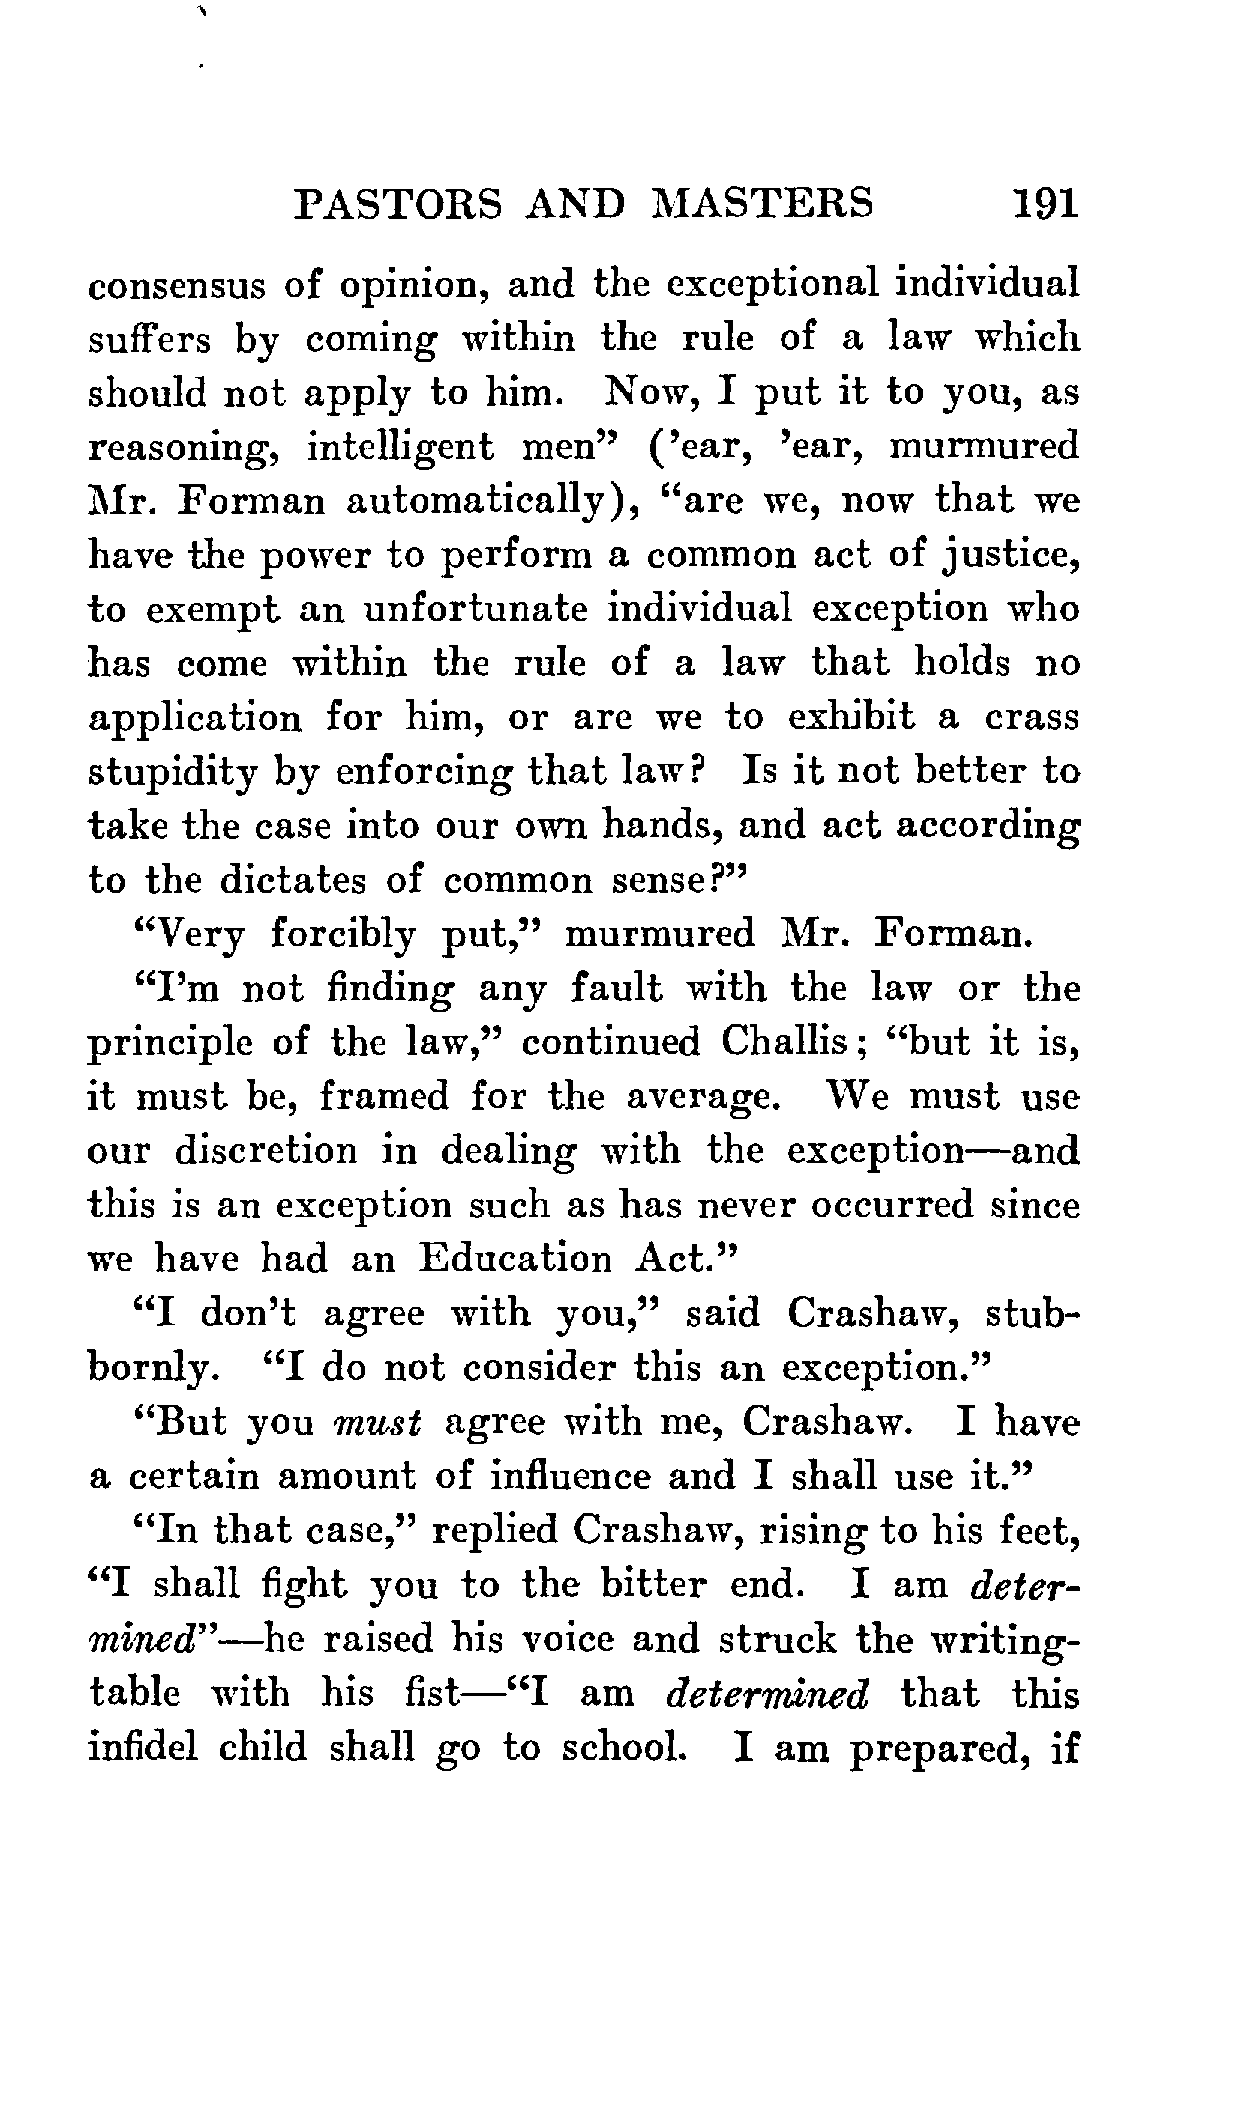 PASTORS AND MASTERS 191
consensus of opinion, and the exceptional individual
suffers by coming within the rule of a law which
should not apply to him. Now, I put it to you, as
reasoning, intelligent men” (’ear, ’ear, murmured
Mr. Forman automatically), “are we, now that we
have the power to perform a common act of justice,
to exempt an unfortunate individual exception who
has come within the rule of a law that holds no
application for him, or are we to exhibit a crass
stupidity by enforcing that law? Is it not better to
take the case into our own hands, and act according
to the dictates of common sense?”
“Very forcibly put,” murmured Mr. Forman.
“I’m not finding any fault with the law or the
principle of the law,” continued Challis; “but it is,
it must be, framed for the average. We must use
our discretion in dealing with the exception—and
this is an exception such as has never occurred since
we have had an Education Act.”
“I don’t agree with you,” said Crashaw, stub-
bornly. “I do not consider this an exception.”
“But you must agree with me, Crashaw. I have
a certain amount of influence and I shall use it.”
“In that case,” replied Crashaw, rising to his feet,
“I shall fight you to the bitter end. I am deter-
mined”—he raised his voice and struck the writing-
table with his fist—“I am determined that this
infidel child shall go to school. I am prepared, if